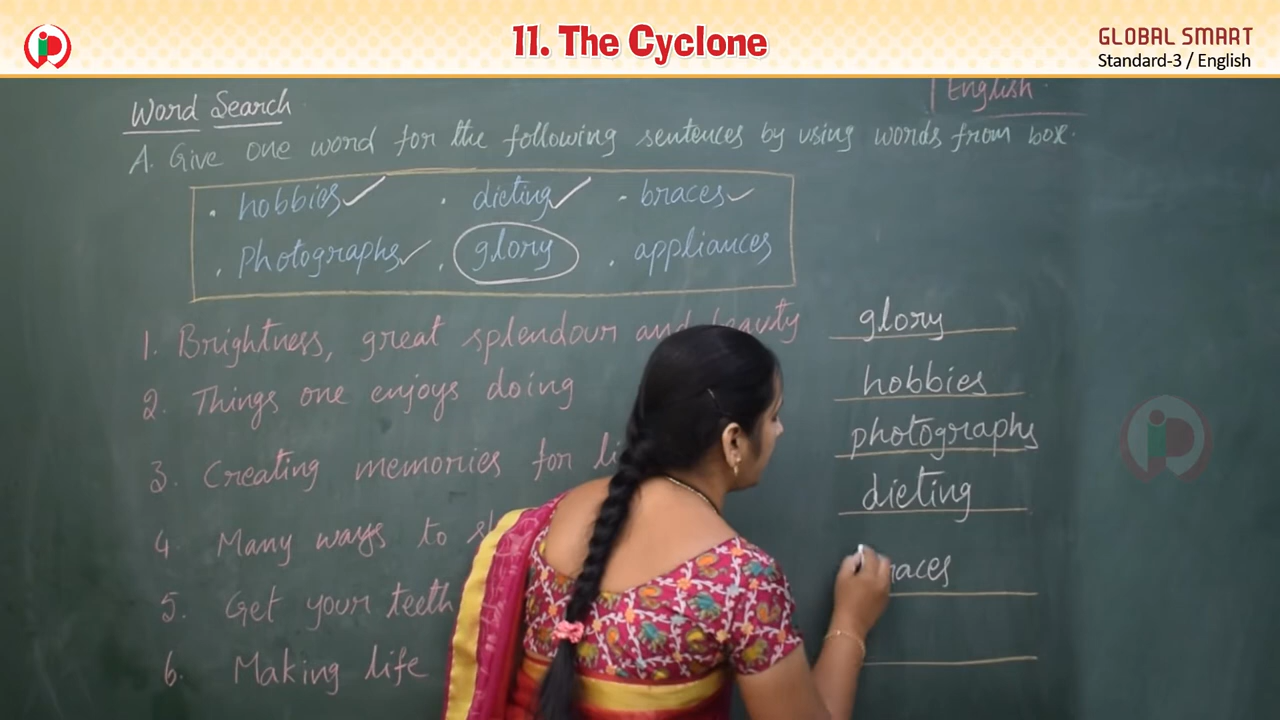 11. The Cyclone
GLOBAL SMART
Standard-3 / English
English
Word Search
A. Give one word for the following sentences by using words from box.
• hobbies ✓ • dieting ✓ • braces ✓
• Photographs ✓ • glory • appliances
1. Brightness, great splendour and beauty glory
2. Things one enjoys doing hobbies
3. Creating memories for photographs
4. Many ways to dieting
5. Get your teeth
6. Making life